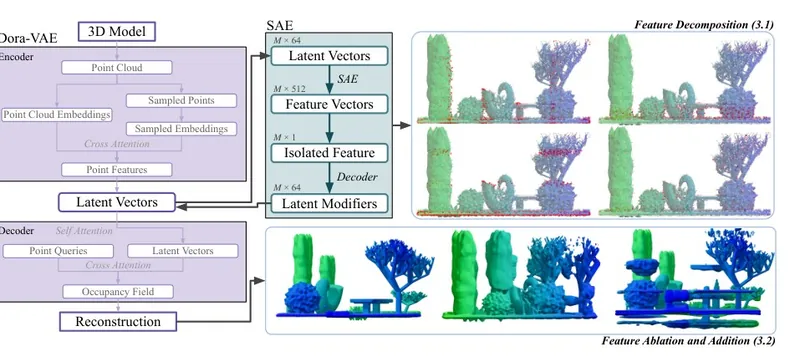 Dora-VAE
3D Model
Encoder
Point Cloud
Point Cloud Embeddings
Sampled Points
Sampled Embeddings
Cross Attention
Point Features
Latent Vectors
Decoder
Self Attention
Point Queries
Latent Vectors
Cross Attention
Occupancy Field
Reconstruction
SAE
M × 64
Latent Vectors
SAE
M × 512
Feature Vectors
M × 1
Isolated Feature
Decoder
M × 64
Latent Modifiers
Feature Decomposition (3.1)
Feature Ablation and Addition (3.2)